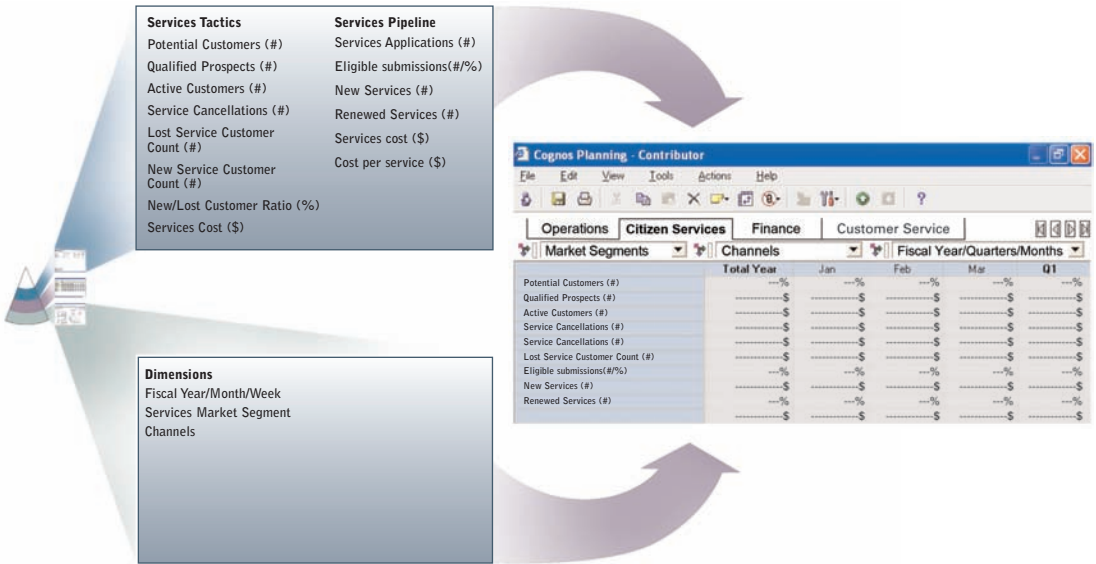 Services Tactics
Potential Customers (#)
Qualified Prospects (#)
Active Customers (#)
Service Cancellations (#)
Lost Service Customer
Count (#)
New Service Customer
Count (#)
New/Lost Customer Ratio (%)
Services Cost ($)
Services Pipeline
Services Applications (#)
Eligible submissions(#/%)
New Services (#)
Renewed Services (#)
Services cost ($)
Cost per service ($)
Dimensions
Fiscal Year/Month/Week
Services Market Segment
Channels
Cognos Planning - Contributor
File Edit View Tools Actions Help
Operations Citizen Services Finance Customer Service
Market Segments Channels Fiscal Year/Quarters/Months
Total Year Jan Feb Mar Q1
Potential Customers (#) ---% ---% ---% ---% ---%
Qualified Prospects (#) ------------$ ------------$ ------------$ ------------$ ------------$
Active Customers (#) ------------$ ------------$ ------------$ ------------$ ------------$
Service Cancellations (#) ------------$ ------------$ ------------$ ------------$ ------------$
Service Cancellations (#) ------------$ ------------$ ------------$ ------------$ ------------$
Lost Service Customer Count (#) ------------$ ------------$ ------------$ ------------$ ------------$
Eligible submissions(#/%) ---% ---% ---% ---% ---%
New Services (#) ------------$ ------------$ ------------$ ------------$ ------------$
Renewed Services (#) ---% ---% ---% ---% ---%
------------$ ------------$ ------------$ ------------$ ------------$